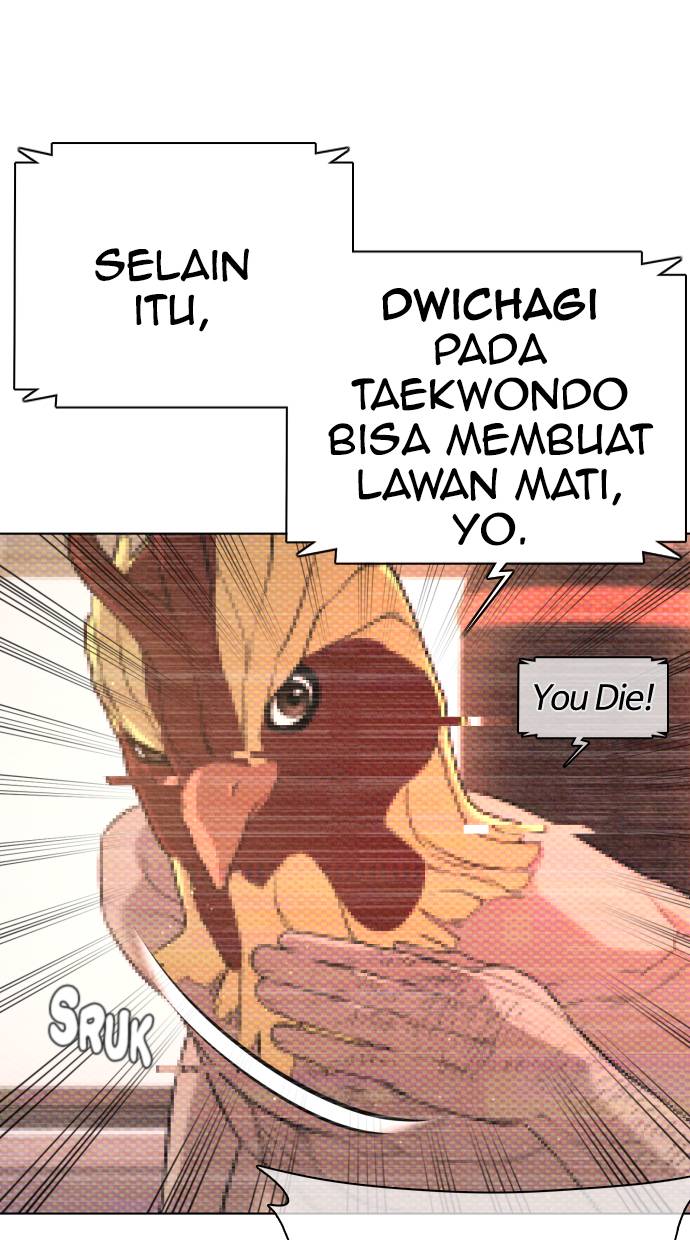 SELAIN
ITU,
DWICHAGI
PADA
TAEKWONDO
BISA MEMBUAT
LAWAN MATI,
YO.
You Die!
SRUK